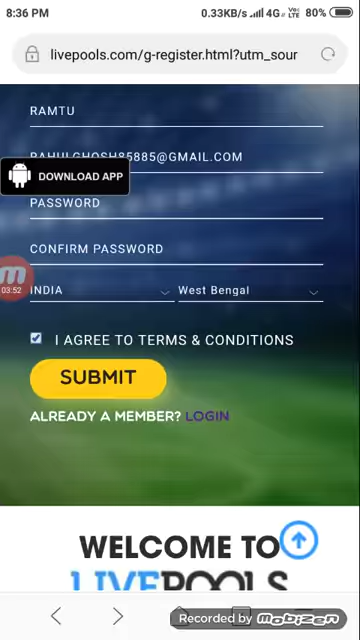 8:36 PM 0.33KB/s 4G VoLTE 80%
livepools.com/g-register.html?utm_sour
RAMTU
RAHULGHOSH85885@GMAIL.COM
DOWNLOAD APP
PASSWORD
CONFIRM PASSWORD
03:52 INDIA West Bengal
I AGREE TO TERMS & CONDITIONS
SUBMIT
ALREADY A MEMBER? LOGIN
WELCOME TO
LIVEPOOLS
Recorded by mobizen